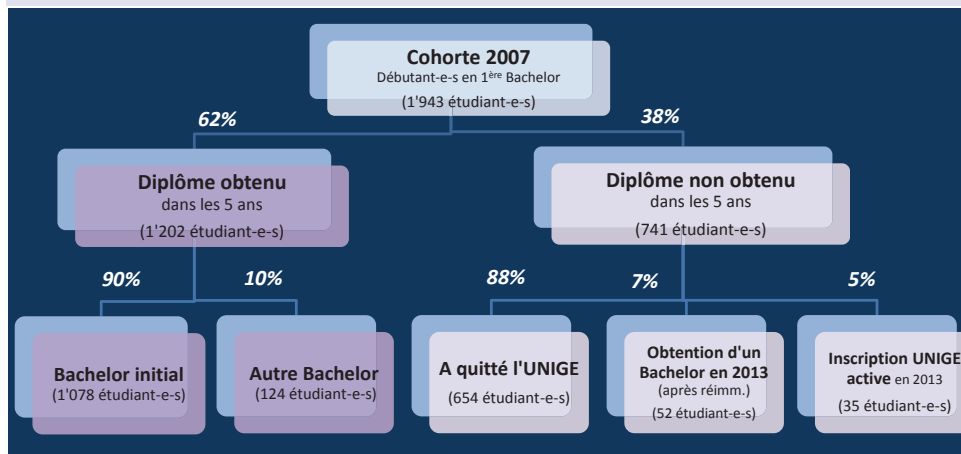 Cohorte 2007
Débutant-e-s en 1ère Bachelor
(1'943 étudiant-e-s)
62%
38%
Diplôme obtenu
dans les 5 ans
(1'202 étudiant-e-s)
Diplôme non obtenu
dans les 5 ans
(741 étudiant-e-s)
90%
10%
88%
7%
5%
Bachelor initial
(1'078 étudiant-e-s)
Autre Bachelor
(124 étudiant-e-s)
A quitté l'UNIGE
(654 étudiant-e-s)
Obtention d'un
Bachelor en 2013
(après réimm.)
(52 étudiant-e-s)
Inscription UNIGE
active en 2013
(35 étudiant-e-s)